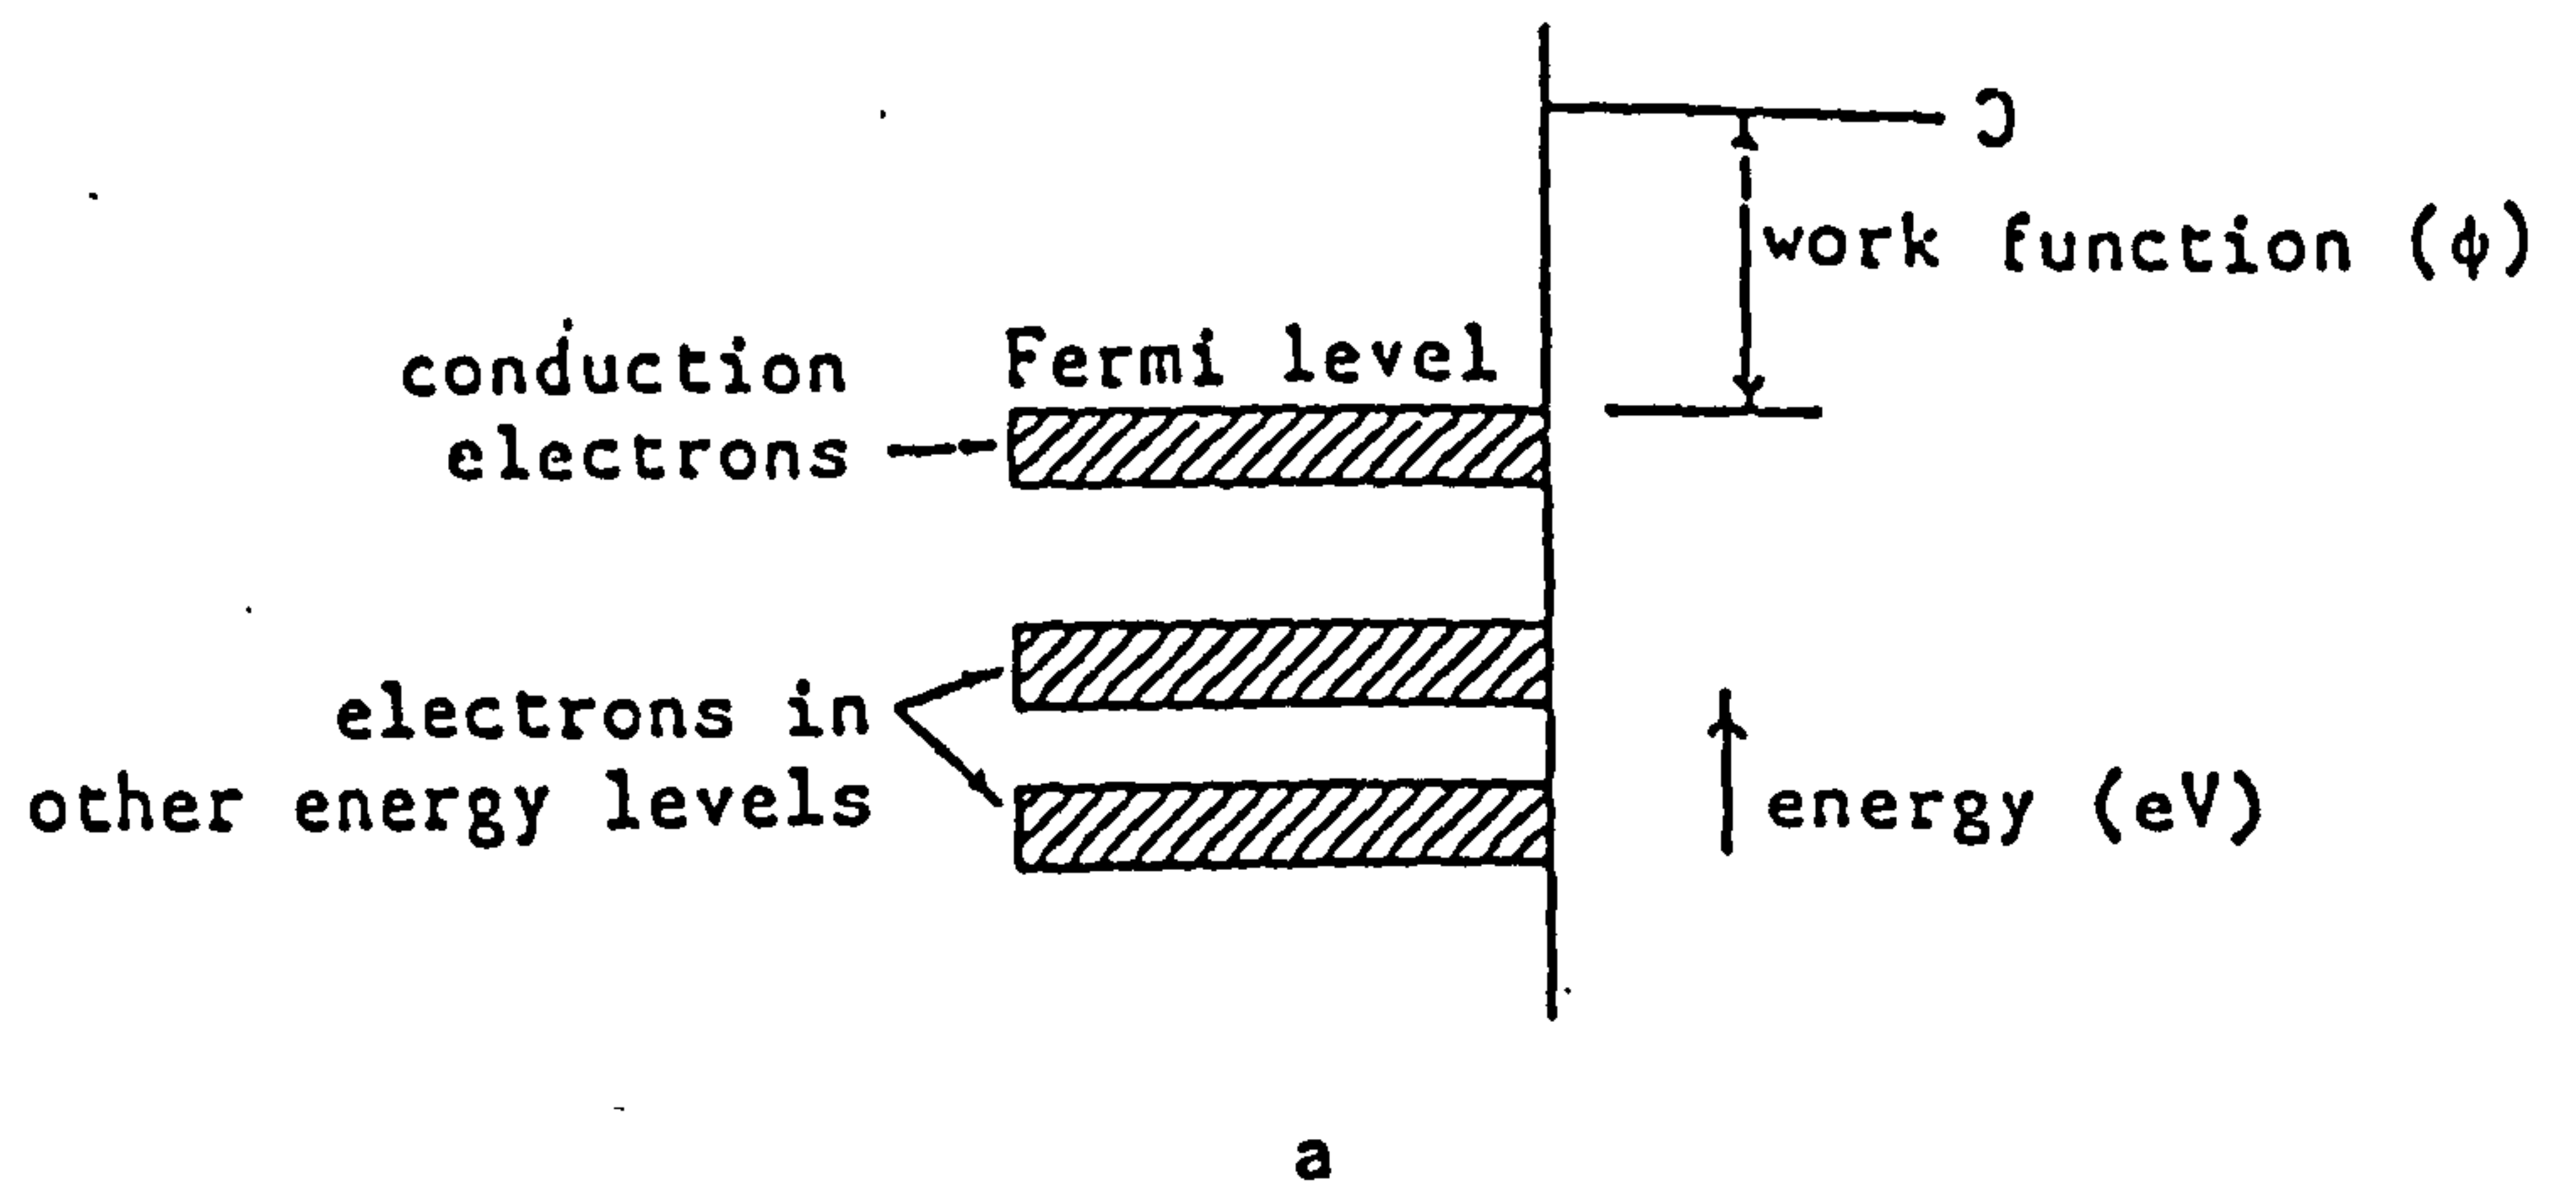 conduction
electrons
Fermi level
work function (ϕ)
electrons in
other energy levels
energy (eV)
a